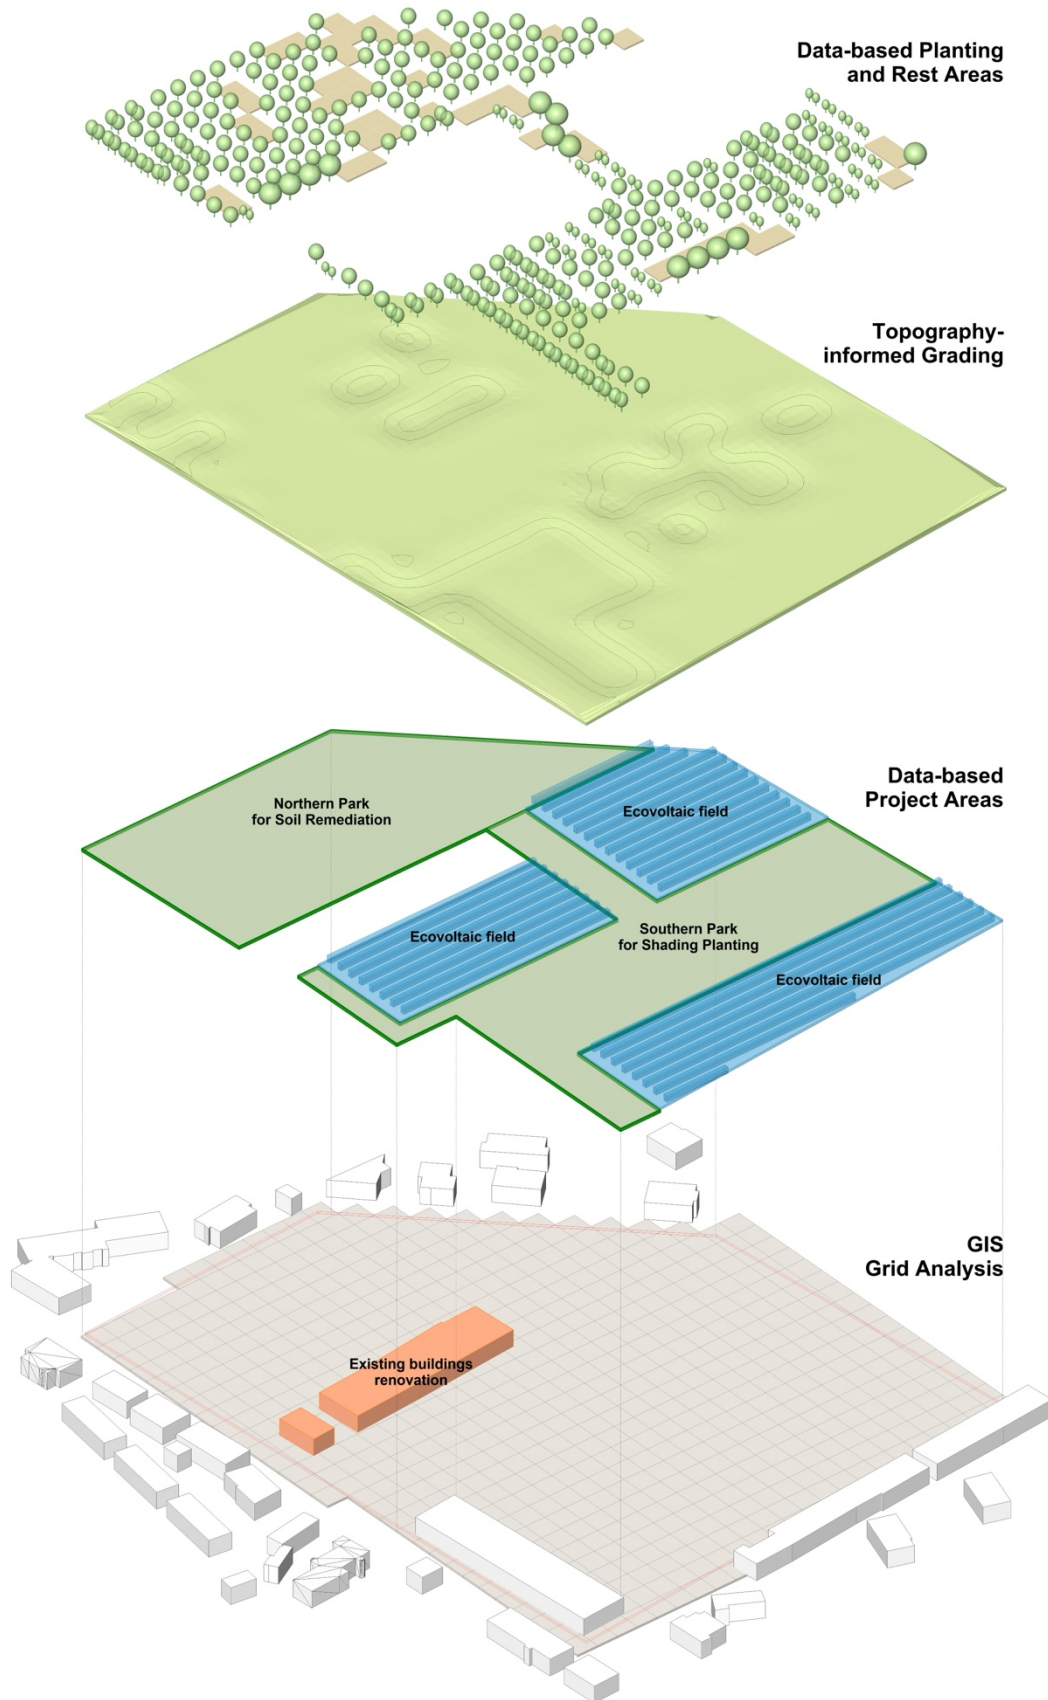 Data-based Planting
and Rest Areas
Topography-
informed Grading
Data-based
Project Areas
Northern Park
for Soil Remediation
Ecovoltaic field
Ecovoltaic field
Southern Park
for Shading Planting
Ecovoltaic field
GIS
Grid Analysis
Existing buildings
renovation